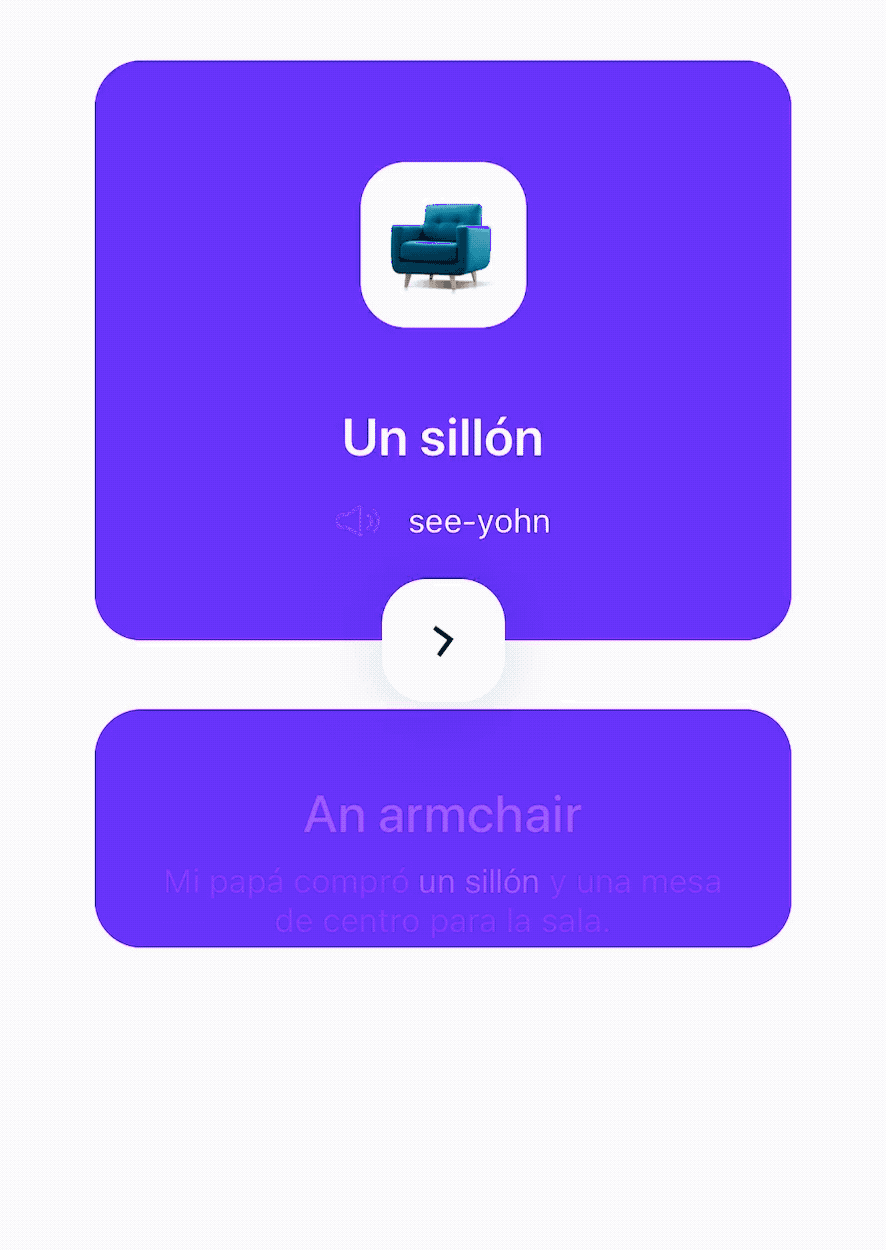 Un sillón
see-yohn
An armchair
Mi papá compró un sillón y una mesa
de centro para la sala.